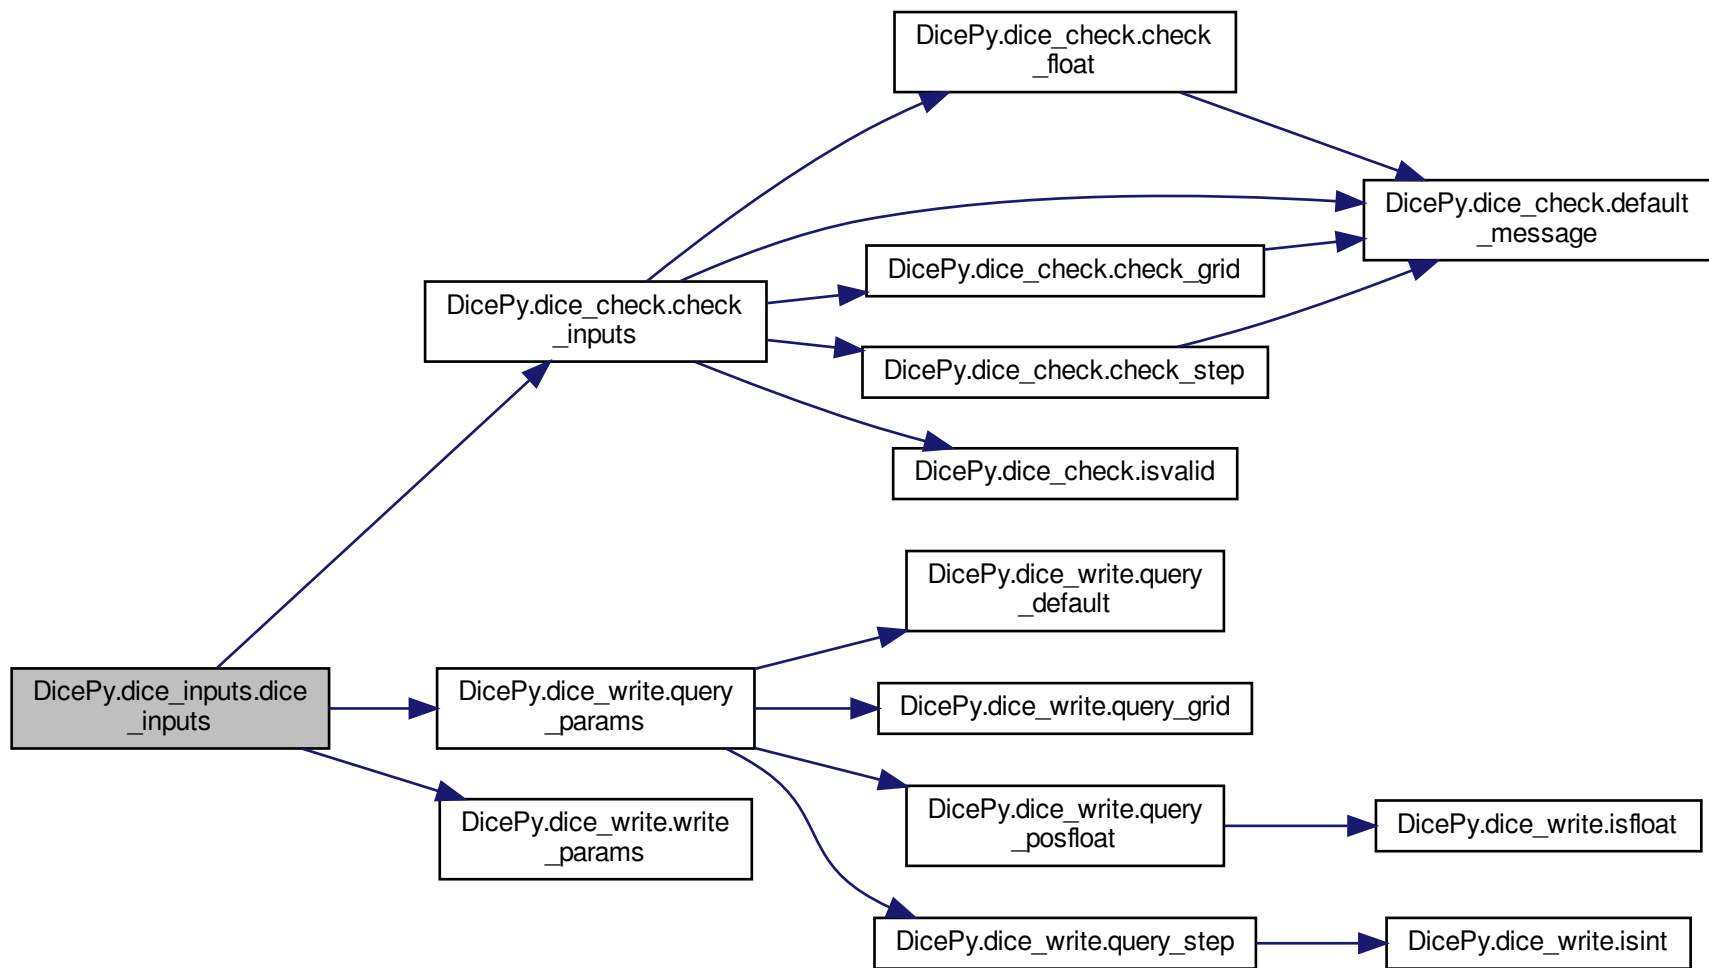 DicePy.dice_check.check
_float
DicePy.dice_check.default
_message
DicePy.dice_check.check_grid
DicePy.dice_check.check
_inputs
DicePy.dice_check.check_step
DicePy.dice_check.isvalid
DicePy.dice_write.query
_default
DicePy.dice_inputs.dice
_inputs
DicePy.dice_write.query
_params
DicePy.dice_write.query_grid
DicePy.dice_write.write
_params
DicePy.dice_write.query
_posfloat
DicePy.dice_write.isfloat
DicePy.dice_write.query_step
DicePy.dice_write.isint